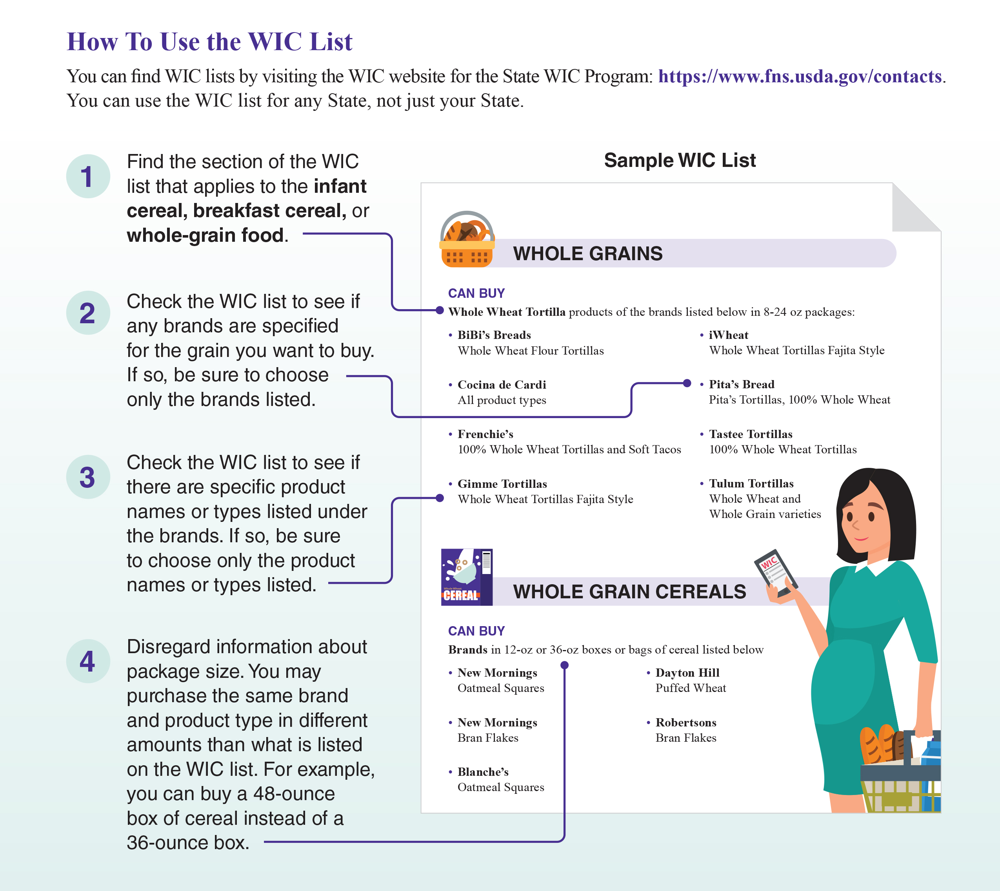 How To Use the WIC List
You can find WIC lists by visiting the WIC website for the State WIC Program: https://www.fns.usda.gov/contacts.
You can use the WIC list for any State, not just your State.
1
Find the section of the WIC
list that applies to the infant
cereal, breakfast cereal, or
whole-grain food.
2
Check the WIC list to see if
any brands are specified
for the grain you want to buy.
If so, be sure to choose
only the brands listed.
3
Check the WIC list to see if
there are specific product
names or types listed under
the brands. If so, be sure
to choose only the product
names or types listed.
4
Disregard information about
package size. You may
purchase the same brand
and product type in different
amounts than what is listed
on the WIC list. For example,
you can buy a 48-ounce
box of cereal instead of a
36-ounce box.
Sample WIC List
WHOLE GRAINS
CAN BUY
Whole Wheat Tortilla products of the brands listed below in 8-24 oz packages:
• BiBi’s Breads
Whole Wheat Flour Tortillas
• Cocina de Cardi
All product types
• Frenchie’s
100% Whole Wheat Tortillas and Soft Tacos
• Gimme Tortillas
Whole Wheat Tortillas Fajita Style
• iWheat
Whole Wheat Tortillas Fajita Style
• Pita’s Bread
Pita’s Tortillas, 100% Whole Wheat
• Tastee Tortillas
100% Whole Wheat Tortillas
• Tulum Tortillas
Whole Wheat and
Whole Grain varieties
WIC
Whole Wheat
CEREAL
WHOLE GRAIN CEREALS
CAN BUY
Brands in 12-oz or 36-oz boxes or bags of cereal listed below
• New Mornings
Oatmeal Squares
• New Mornings
Bran Flakes
• Blanche’s
Oatmeal Squares
• Dayton Hill
Puffed Wheat
• Robertsons
Bran Flakes